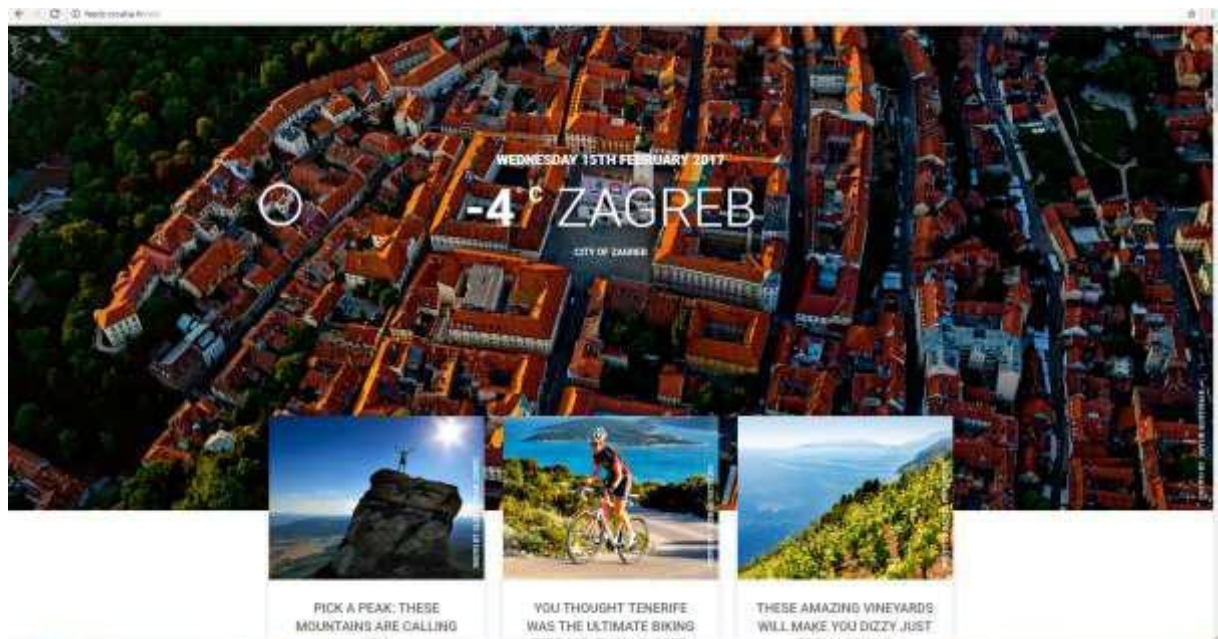 WEDNESDAY 15TH FEBRUARY 2017
-4°C ZAGREB
CITY OF ZAGREB
PICK A PEAK: THESE
MOUNTAINS ARE CALLING
YOU THOUGHT TENERIFE
WAS THE ULTIMATE BIKING
THESE AMAZING VINEYARDS
WILL MAKE YOU DIZZY JUST